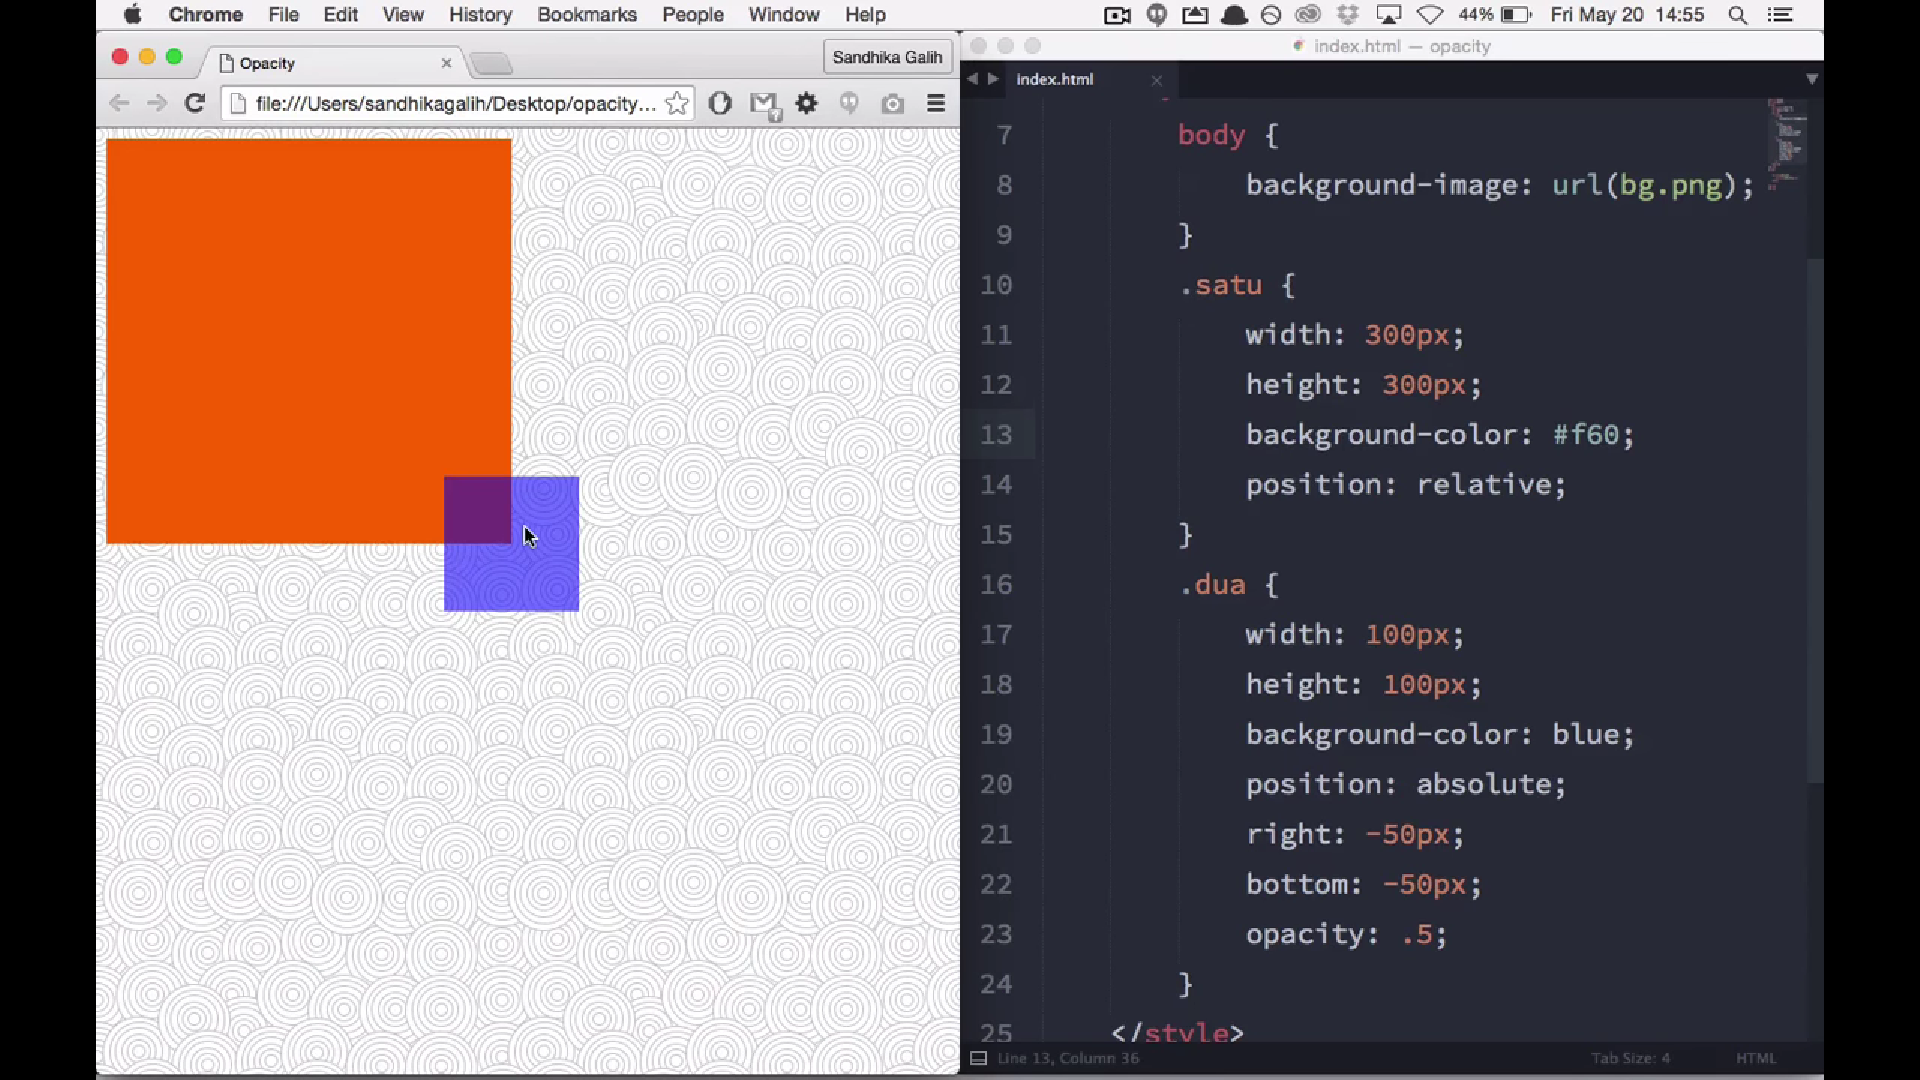 Chrome File Edit View History Bookmarks People Window Help 44% Fri May 20 14:55
Opacity
Sandhika Galih
file:///Users/sandhikagalih/Desktop/opacity...
index.html — opacity
index.html
7 body {
8 background-image: url(bg.png);
9 }
10 .satu {
11 width: 300px;
12 height: 300px;
13 background-color: #f60;
14 position: relative;
15 }
16 .dua {
17 width: 100px;
18 height: 100px;
19 background-color: blue;
20 position: absolute;
21 right: -50px;
22 bottom: -50px;
23 opacity: .5;
24 }
25 </style>
Line 13, Column 36 Tab Size: 4 HTML